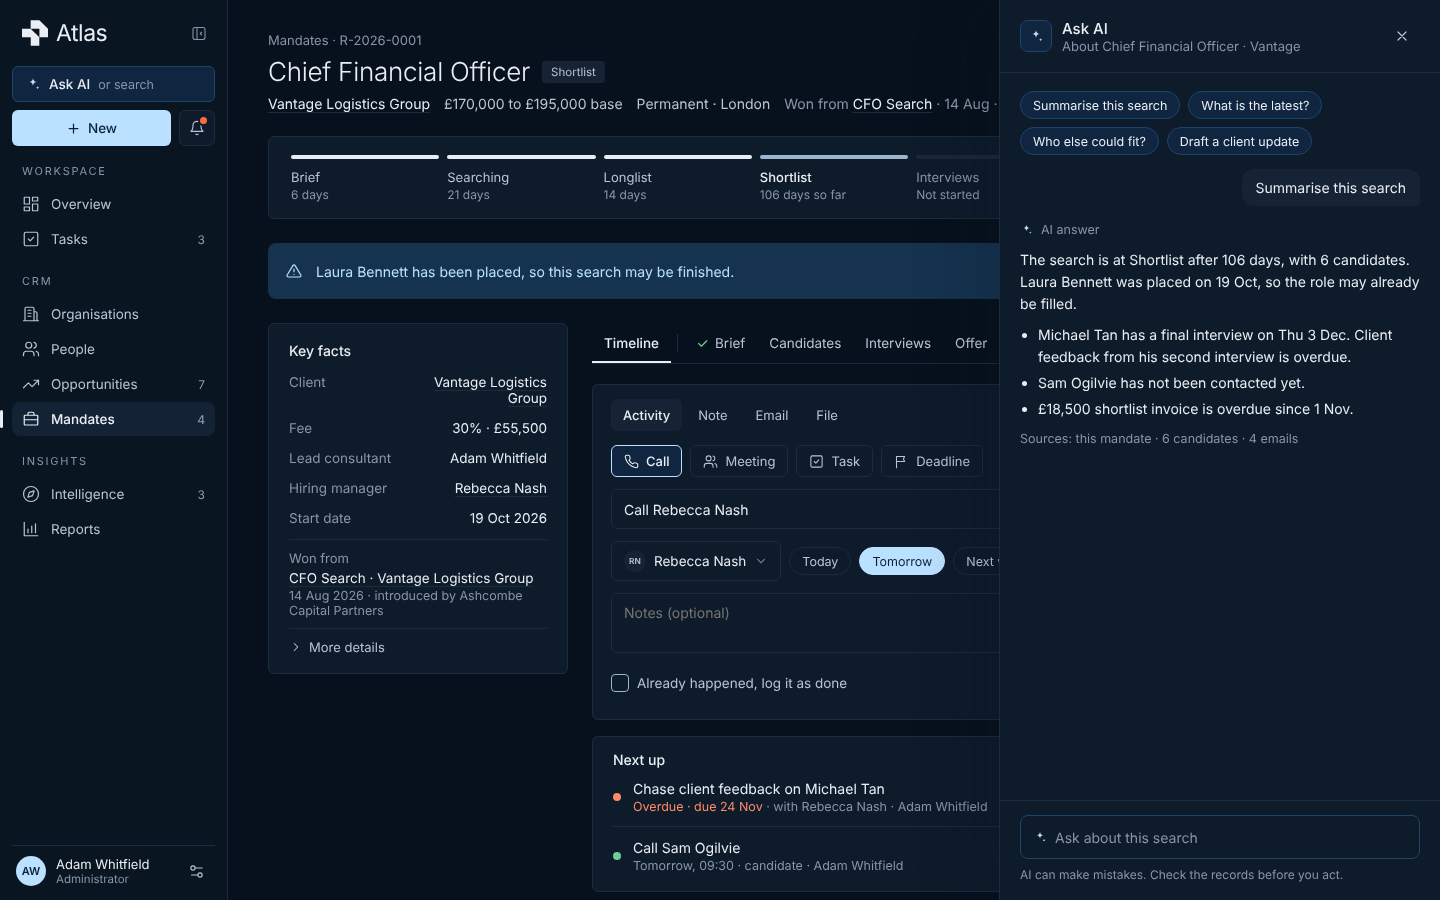 Atlas
Ask AI or search
New
WORKSPACE
Overview
Tasks 3
CRM
Organisations
People
Opportunities 7
Mandates 4
INSIGHTS
Intelligence 3
Reports
AW
Adam Whitfield
Administrator
Mandates · R-2026-0001
Chief Financial Officer Shortlist
Vantage Logistics Group £170,000 to £195,000 base Permanent · London Won from CFO Search · 14 Aug ·
Brief
6 days
Searching
21 days
Longlist
14 days
Shortlist
106 days so far
Interviews
Not started
Laura Bennett has been placed, so this search may be finished.
Key facts
Client Vantage Logistics
Group
Fee 30% · £55,500
Lead consultant Adam Whitfield
Hiring manager Rebecca Nash
Start date 19 Oct 2026
Won from
CFO Search · Vantage Logistics Group
14 Aug 2026 · introduced by Ashcombe
Capital Partners
More details
Timeline Brief Candidates Interviews Offer
Activity Note Email File
Call Meeting Task Deadline
Call Rebecca Nash
RN Rebecca Nash Today Tomorrow Next
Notes (optional)
Already happened, log it as done
Next up
Chase client feedback on Michael Tan
Overdue · due 24 Nov · with Rebecca Nash · Adam Whitfield
Call Sam Ogilvie
Tomorrow, 09:30 · candidate · Adam Whitfield
Ask AI
About Chief Financial Officer · Vantage
Summarise this search What is the latest?
Who else could fit? Draft a client update
Summarise this search
AI answer
The search is at Shortlist after 106 days, with 6 candidates.
Laura Bennett was placed on 19 Oct, so the role may already
be filled.
• Michael Tan has a final interview on Thu 3 Dec. Client
feedback from his second interview is overdue.
• Sam Ogilvie has not been contacted yet.
• £18,500 shortlist invoice is overdue since 1 Nov.
Sources: this mandate · 6 candidates · 4 emails
Ask about this search
AI can make mistakes. Check the records before you act.